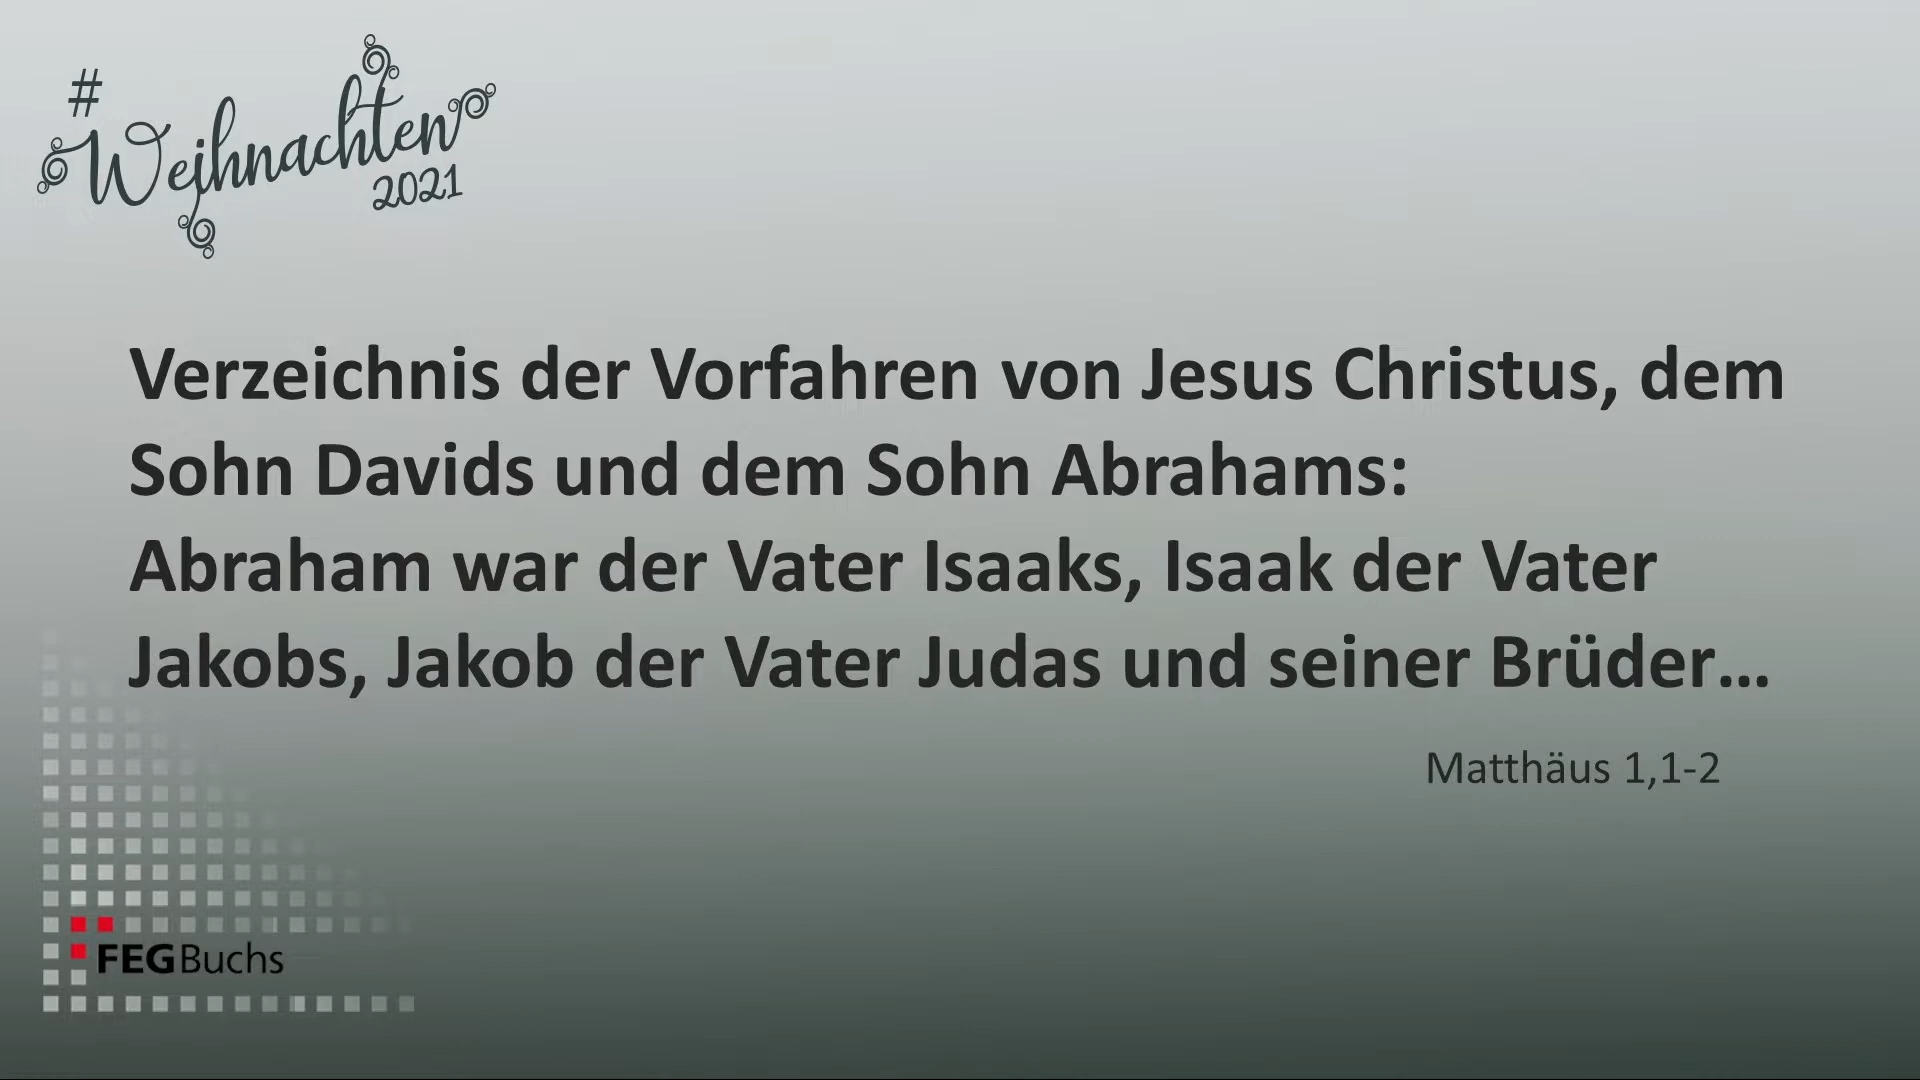 #
Weihnachten
2021
Verzeichnis der Vorfahren von Jesus Christus, dem
Sohn Davids und dem Sohn Abrahams:
Abraham war der Vater Isaaks, Isaak der Vater
Jakobs, Jakob der Vater Judas und seiner Brüder...
Matthäus 1,1-2
FEGBuchs